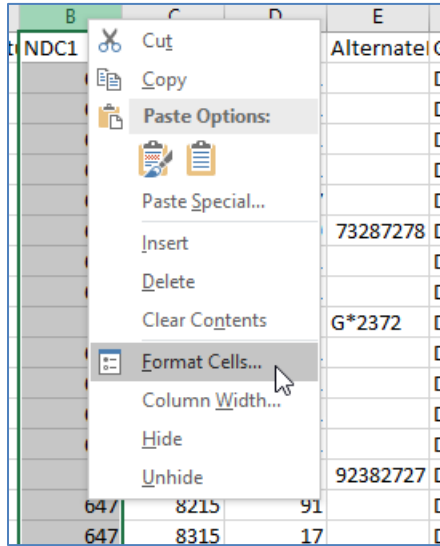 B C D E
NDC1 Alternatel
Cut
Copy
Paste Options:
Paste Special...
73287278 D
Insert
Delete
Clear Contents
G*2372
Format Cells...
Column Width...
Hide
Unhide
92382727 D
647 8215 91
647 8315 17